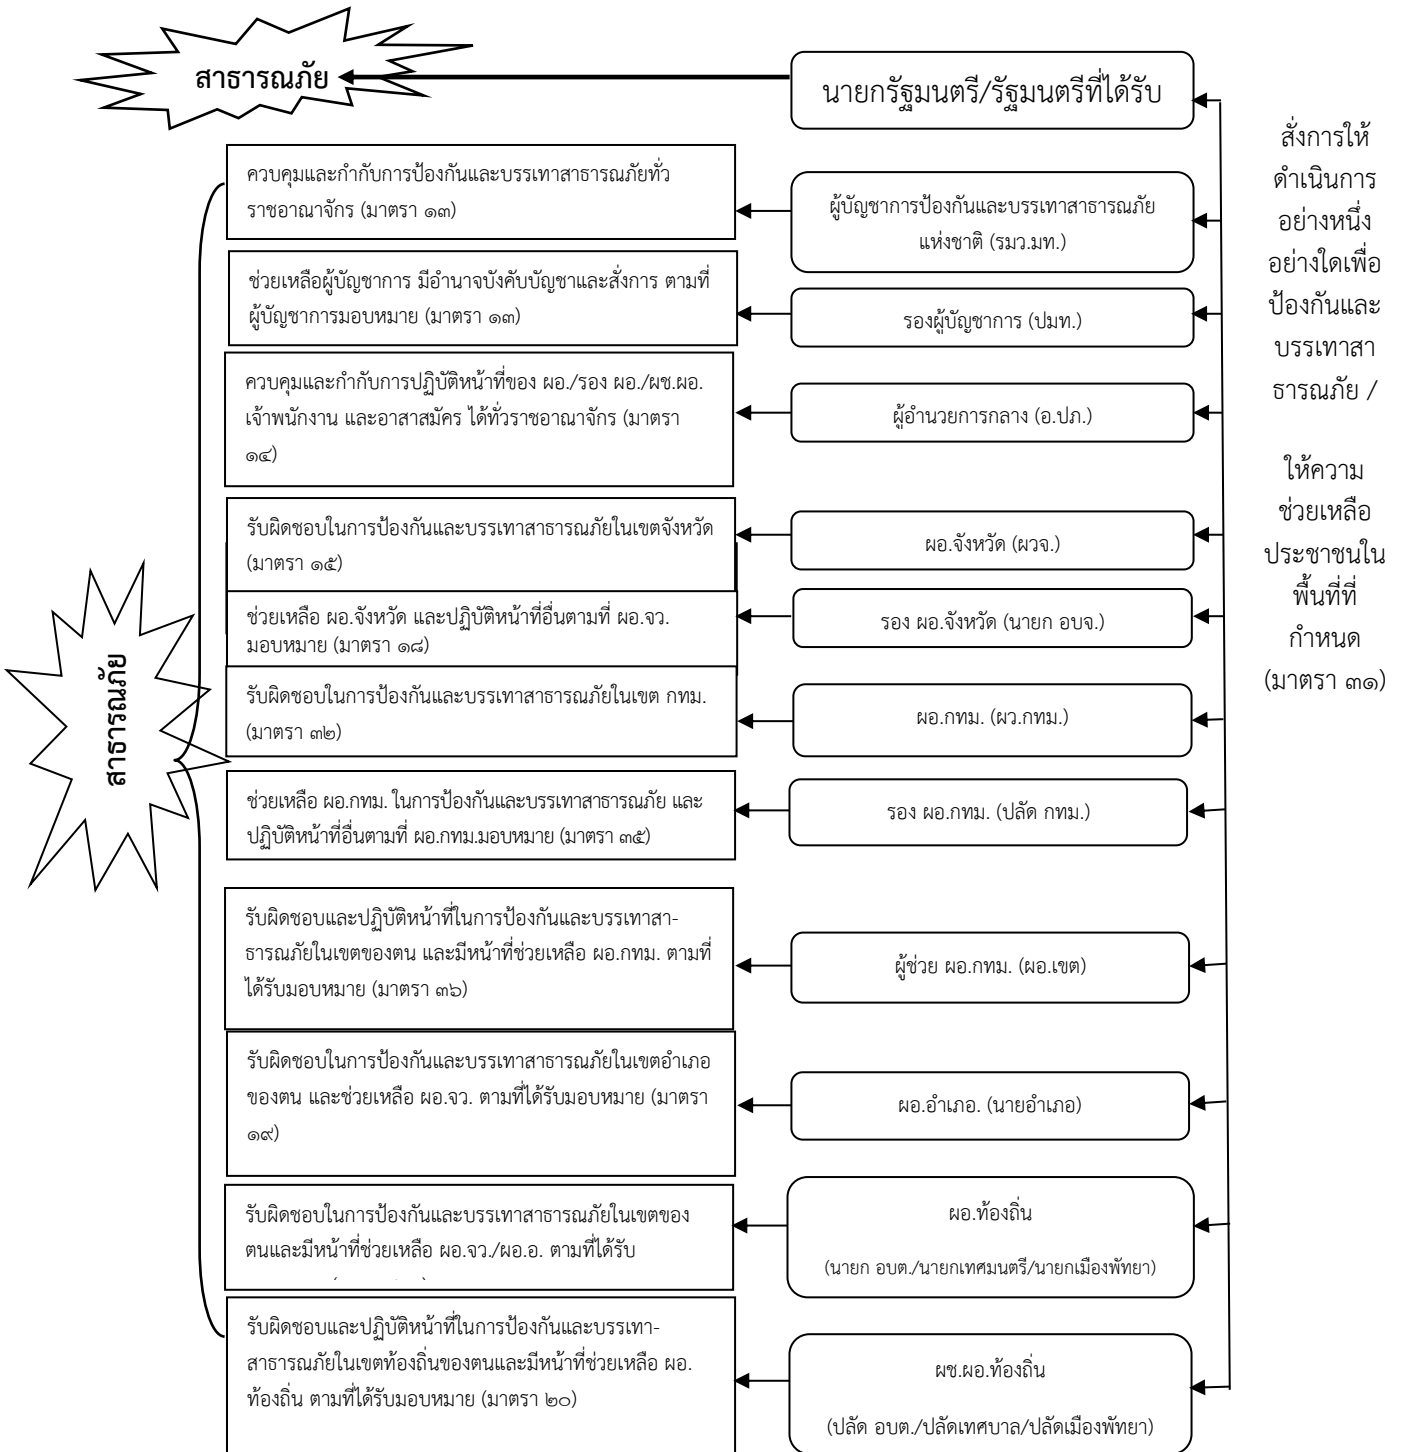 สาธารณภัย
นายกรัฐมนตรี/รัฐมนตรีที่ได้รับ
ควบคุมและกำกับการป้องกันและบรรเทาสาธารณภัยทั่ว
ราชอาณาจักร (มาตรา ๑๓)
ผู้บัญชาการป้องกันและบรรเทาสาธารณภัย
แห่งชาติ (รมว.มท.)
ช่วยเหลือผู้บัญชาการ มีอำนาจบังคับบัญชาและสั่งการ ตามที่
ผู้บัญชาการมอบหมาย (มาตรา ๑๓)
รองผู้บัญชาการ (ปมท.)
ควบคุมและกำกับการปฏิบัติหน้าที่ของ ผอ./รอง ผอ./ผช.ผอ.
เจ้าพนักงาน และอาสาสมัคร ได้ทั่วราชอาณาจักร (มาตรา
๑๔)
ผู้อำนวยการกลาง (อ.ปภ.)
รับผิดชอบในการป้องกันและบรรเทาสาธารณภัยในเขตจังหวัด
(มาตรา ๑๕)
ผอ.จังหวัด (ผวจ.)
ช่วยเหลือ ผอ.จังหวัด และปฏิบัติหน้าที่อื่นตามที่ ผอ.จว.
มอบหมาย (มาตรา ๑๘)
รอง ผอ.จังหวัด (นายก อบจ.)
รับผิดชอบในการป้องกันและบรรเทาสาธารณภัยในเขต กทม.
(มาตรา ๓๒)
ผอ.กทม. (ผว.กทม.)
ช่วยเหลือ ผอ.กทม. ในการป้องกันและบรรเทาสาธารณภัย และ
ปฏิบัติหน้าที่อื่นตามที่ ผอ.กทม.มอบหมาย (มาตรา ๓๕)
รอง ผอ.กทม. (ปลัด กทม.)
รับผิดชอบและปฏิบัติหน้าที่ในการป้องกันและบรรเทาสา-
ธารณภัยในเขตของตน และมีหน้าที่ช่วยเหลือ ผอ.กทม. ตามที่
ได้รับมอบหมาย (มาตรา ๓๖)
ผู้ช่วย ผอ.กทม. (ผอ.เขต)
รับผิดชอบในการป้องกันและบรรเทาสาธารณภัยในเขตอำเภอ
ของตน และช่วยเหลือ ผอ.จว. ตามที่ได้รับมอบหมาย (มาตรา
๑๙)
ผอ.อำเภอ. (นายอำเภอ)
รับผิดชอบในการป้องกันและบรรเทาสาธารณภัยในเขตของ
ตนและมีหน้าที่ช่วยเหลือ ผอ.จว./ผอ.อ. ตามที่ได้รับ
ผอ.ท้องถิ่น
(นายก อบต./นายกเทศมนตรี/นายกเมืองพัทยา)
รับผิดชอบและปฏิบัติหน้าที่ในการป้องกันและบรรเทา-
สาธารณภัยในเขตท้องถิ่นของตนและมีหน้าที่ช่วยเหลือ ผอ.
ท้องถิ่น ตามที่ได้รับมอบหมาย (มาตรา ๒๐)
ผช.ผอ.ท้องถิ่น
(ปลัด อบต./ปลัดเทศบาล/ปลัดเมืองพัทยา)
สาธารณภัย
สั่งการให้
ดำเนินการ
อย่างหนึ่ง
อย่างใดเพื่อ
ป้องกันและ
บรรเทาสา
ธารณภัย /
ให้ความ
ช่วยเหลือ
ประชาชนใน
พื้นที่ที่
กำหนด
(มาตรา ๓๑)